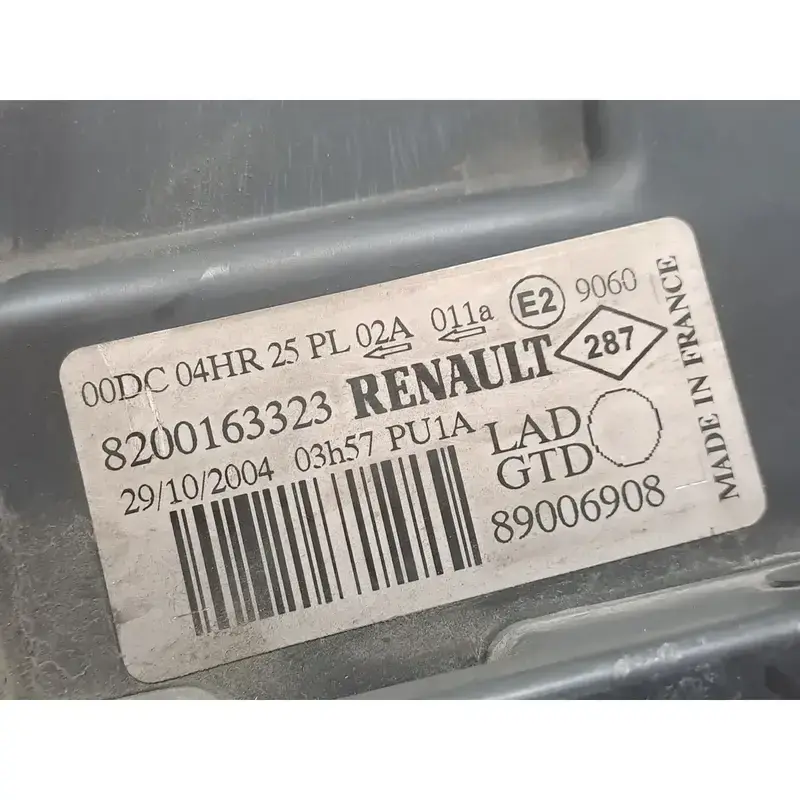 00DC 04HR 25 PL 02A 011a E2 9060
8200163323 RENAULT 287
29/10/2004 03h57 PU1A LAD
GTD
89006908
MADE IN FRANCE